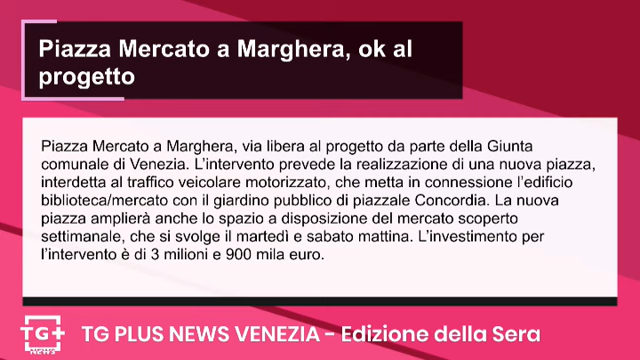 Piazza Mercato a Marghera, ok al
progetto
Piazza Mercato a Marghera, via libera al progetto da parte della Giunta
comunale di Venezia. L'intervento prevede la realizzazione di una nuova piazza,
interdetta al traffico veicolare motorizzato, che metta in connessione l'edificio
biblioteca/mercato con il giardino pubblico di piazzale Concordia. La nuova
piazza amplierà anche lo spazio a disposizione del mercato scoperto
settimanale, che si svolge il martedì e sabato mattina. L'investimento per
l'intervento è di 3 milioni e 900 mila euro.
TG+
NEWS
TG PLUS NEWS VENEZIA - Edizione della Sera